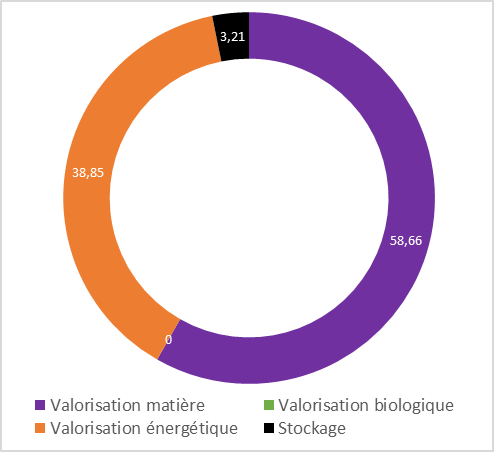 3,21
38,85
58,66
0
Valorisation matière
Valorisation biologique
Valorisation énergétique
Stockage